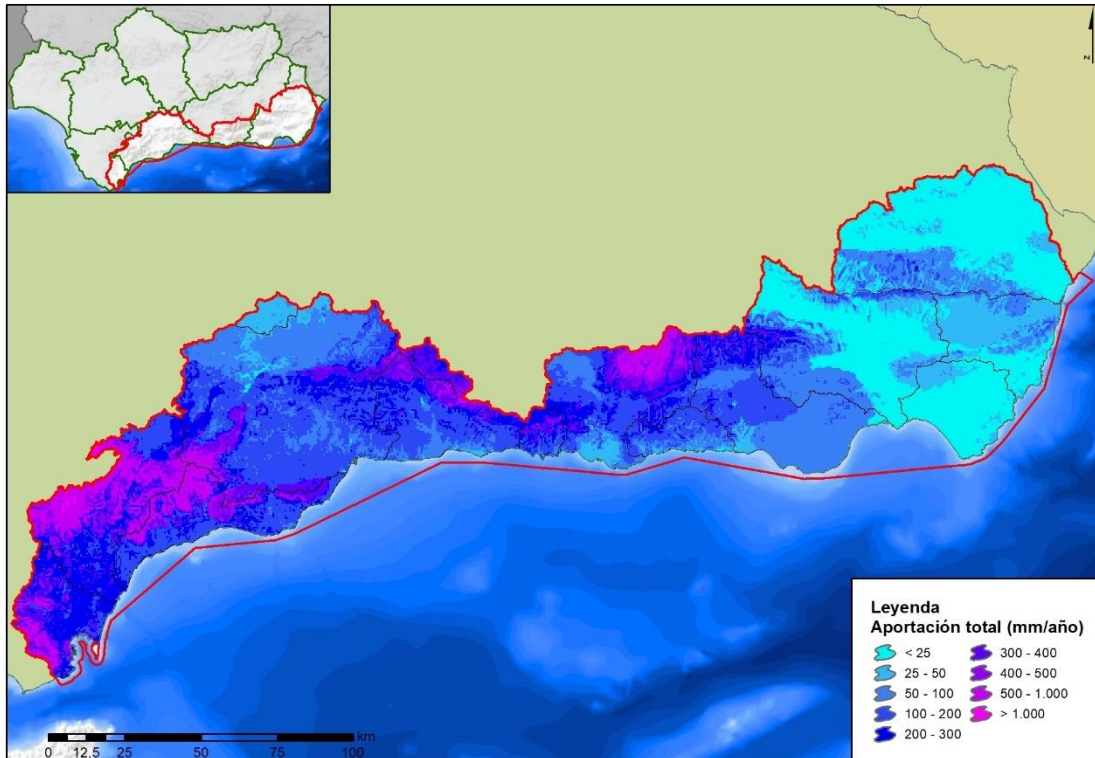 z
Leyenda
Aportación total (mm/año)
< 25
25 - 50
50 - 100
100 - 200
200 - 300
300 - 400
400 - 500
500 - 1.000
> 1.000
km
0 12.5 25 50 75 100